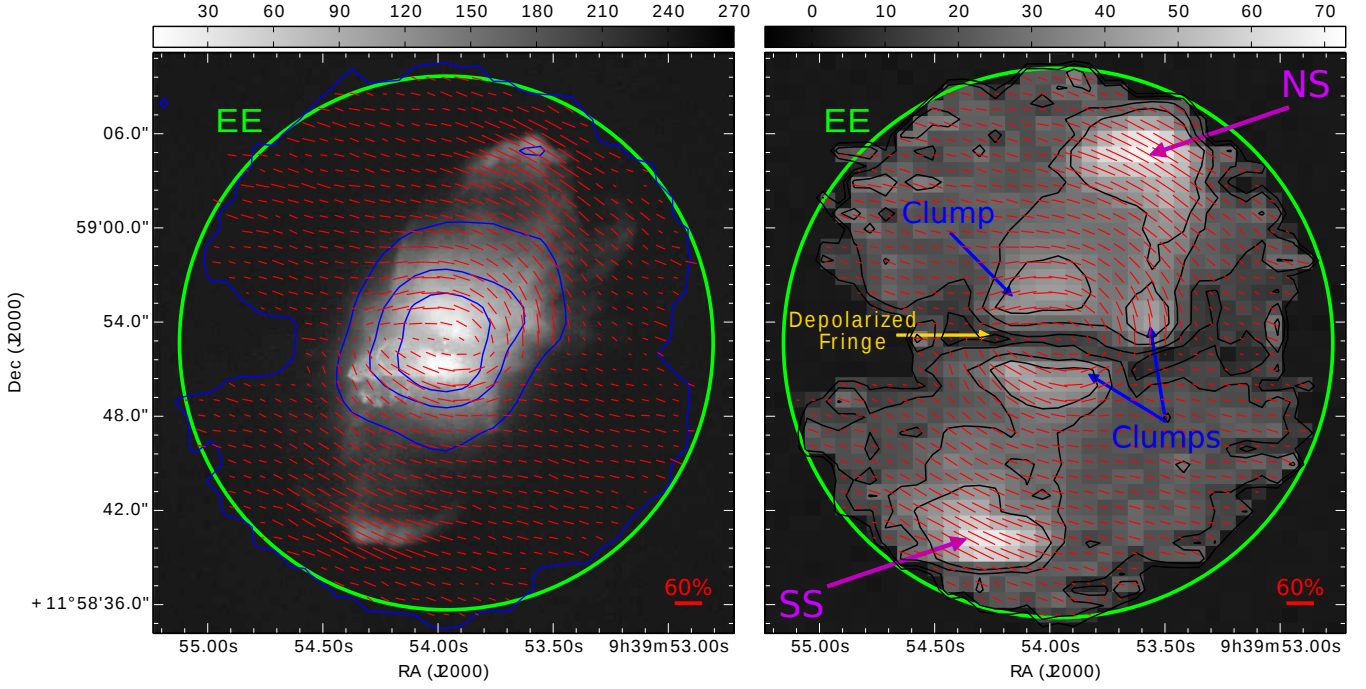 30 60 90 120 150 180 210 240 270
0 10 20 30 40 50 60 70
EE
EE
NS
06.0"
59'00.0"
54.0"
48.0"
42.0"
+11°58'36.0"
Dec (J2000)
Clump
Depolarized
Fringe
Clumps
SS
60%
60%
55.00s 54.50s 54.00s 53.50s 9h39m53.00s
55.00s 54.50s 54.00s 53.50s 9h39m53.00s
RA (J2000)
RA (J2000)